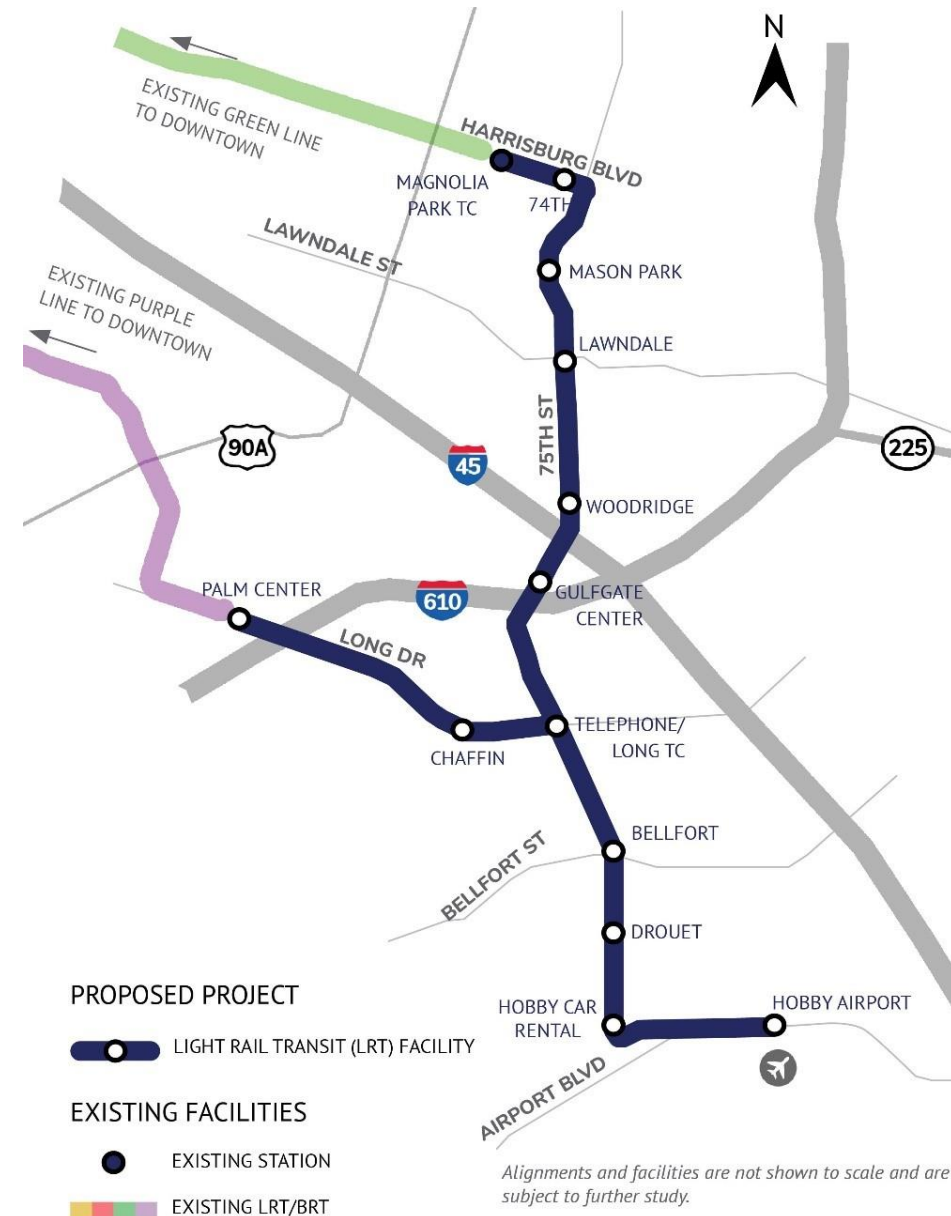 N
EXISTING GREEN LINE
TO DOWNTOWN
HARRISBURG BLVD
MAGNOLIA
PARK TC
74TH
LAWNDALE ST
MASON PARK
EXISTING PURPLE
LINE TO DOWNTOWN
LAWNDALE
75TH ST
90A
45
225
WOODRIDGE
PALM CENTER
610
GULFGATE
CENTER
LONG DR
TELEPHONE/
LONG TC
CHAFFIN
BELLFORT
BELLFORT ST
DROUET
HOBBY CAR
RENTAL
HOBBY AIRPORT
AIRPORT BLVD
PROPOSED PROJECT
LIGHT RAIL TRANSIT (LRT) FACILITY
EXISTING FACILITIES
EXISTING STATION
EXISTING LRT/BRT
Alignments and facilities are not shown to scale and are
subject to further study.